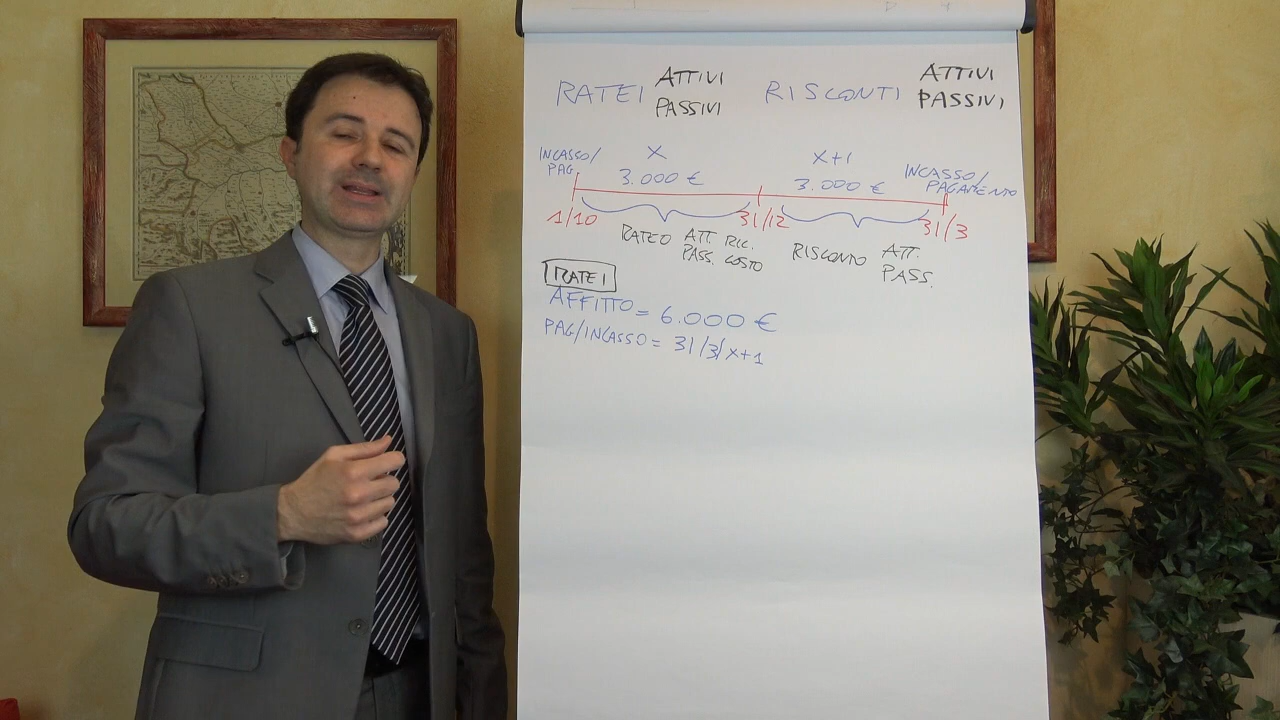 RATEI ATTIVI PASSIVI RISCONTI ATTIVI PASSIVI
INCASSO/PAG. X X+1 INCASSO/PAGAMENTO
3.000 € 3.000 €
1/10 31/12 31/3
RATEO ATT. RIC. RISCONTO ATT.
PASS. COSTO PASS.
RATEI
AFFITTO = 6.000 €
PAG/INCASSO = 31/3/X+1